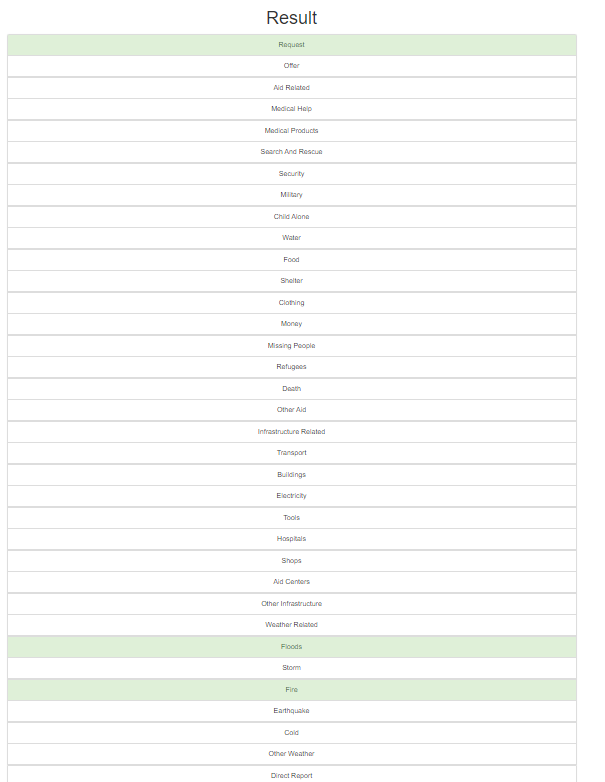 Result
Request
Offer
Aid Related
Medical Help
Medical Products
Search And Rescue
Security
Military
Child Alone
Water
Food
Shelter
Clothing
Money
Missing People
Refugees
Death
Other Aid
Infrastructure Related
Transport
Buildings
Electricity
Tools
Hospitals
Shops
Aid Centers
Other Infrastructure
Weather Related
Floods
Storm
Fire
Earthquake
Cold
Other Weather
Direct Report